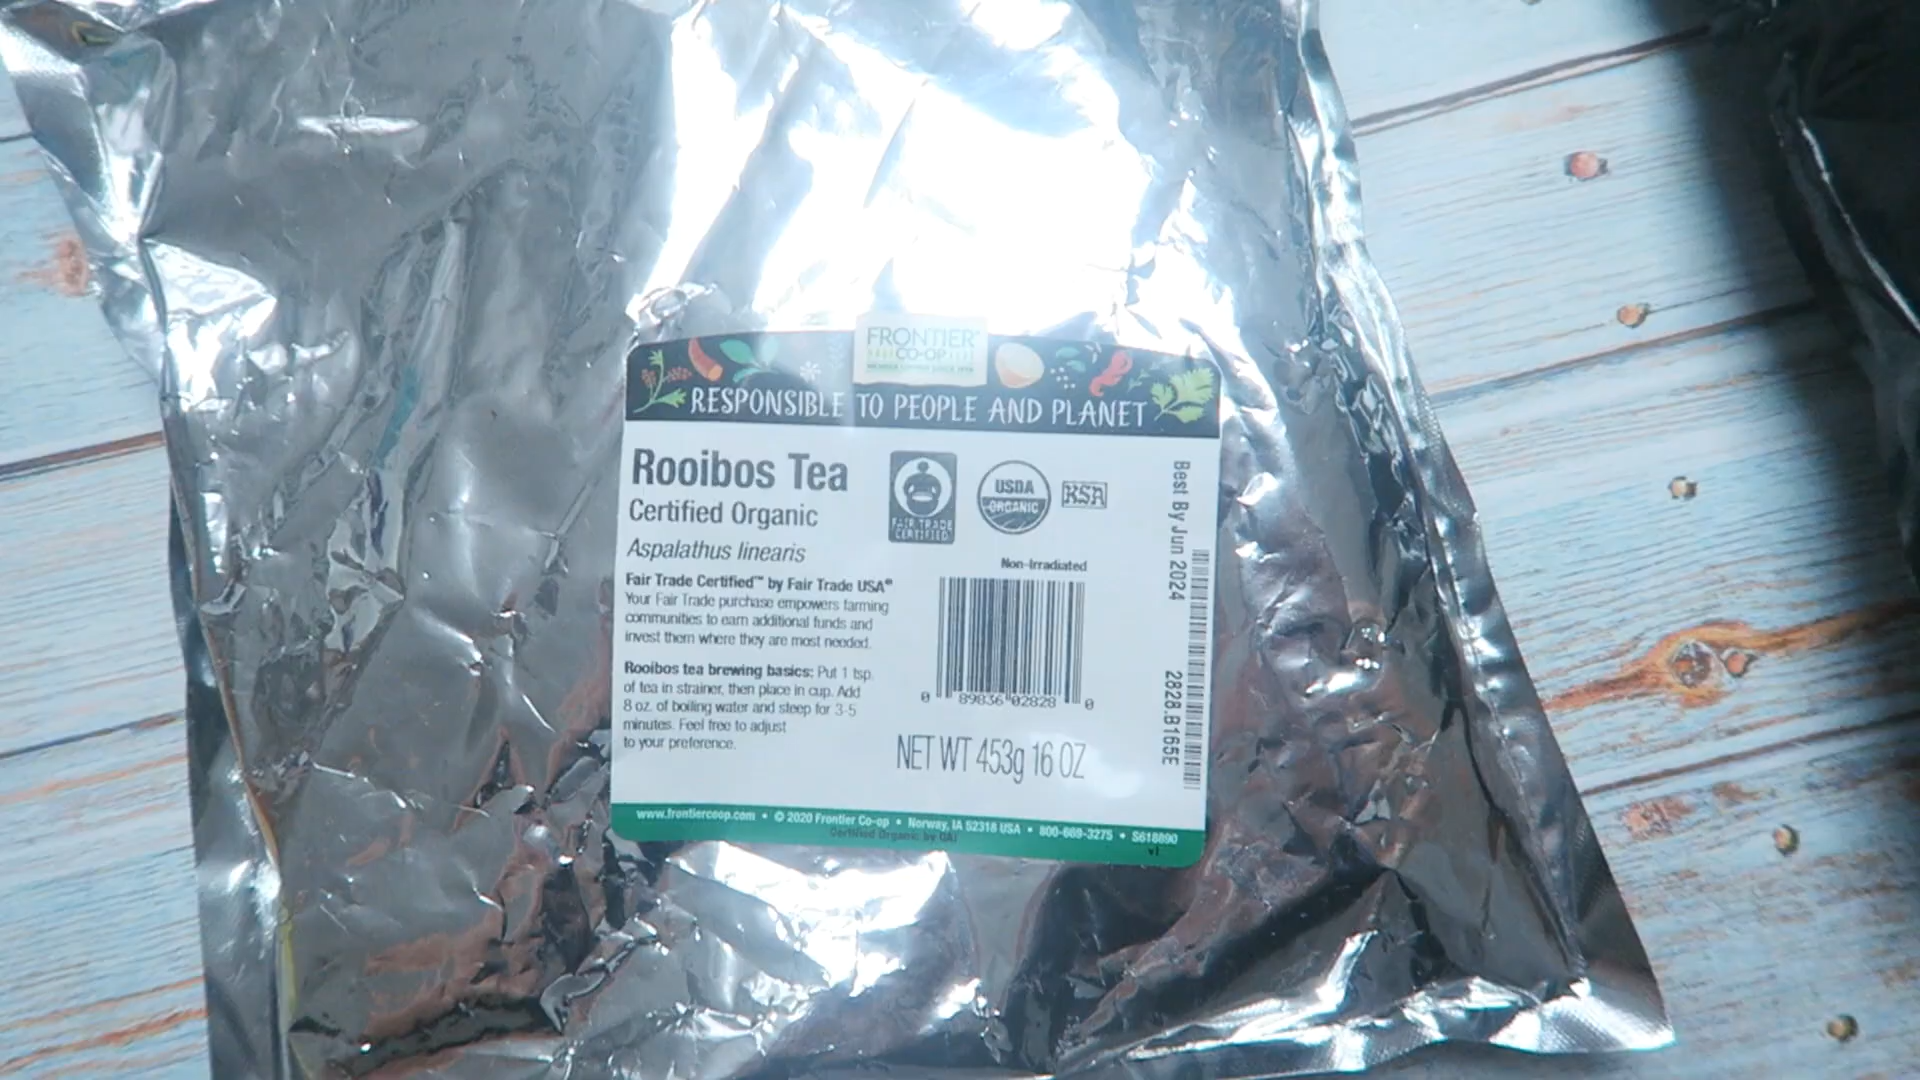 FRONTIER
CO-OP
RESPONSIBLE TO PEOPLE AND PLANET
Rooibos Tea
Certified Organic
Aspalathus linearis
FAIR TRADE
CERTIFIED
USDA
ORGANIC
KSA
Fair Trade Certified™ by Fair Trade USA®
Your Fair Trade purchase empowers farming
communities to earn additional funds and
invest them where they are most needed.
Rooibos tea brewing basics: Put 1 tsp.
of tea in strainer, then place in cup. Add
8 oz. of boiling water and steep for 3-5
minutes. Feel free to adjust
to your preference.
Non-Irradiated
0 89836 02828 0
NET WT 453g 16 OZ
Best By Jun 2024
2828.B165E
www.frontiercoop.com • © 2020 Frontier Co-op • Norway, IA 52318 USA • 800-669-3275 • S618890
Certified Organic by QAI
v1